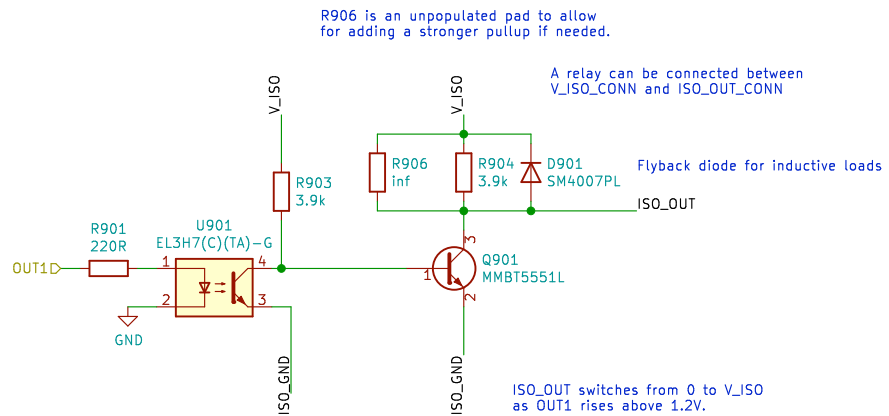 R906 is an unpopulated pad to allow
for adding a stronger pullup if needed.
A relay can be connected between
V_ISO_CONN and ISO_OUT_CONN
V_ISO
V_ISO
R906
inf
R904
3.9k
D901
SM4007PL
Flyback diode for inductive loads
R903
3.9k
ISO_OUT
U901
EL3H7(C)(TA)-G
R901
220R
OUT1
1
4
2
3
GND
3
Q901
MMBT5551L
1
2
ISO_GND
ISO_GND
ISO_OUT switches from 0 to V_ISO
as OUT1 rises above 1.2V.